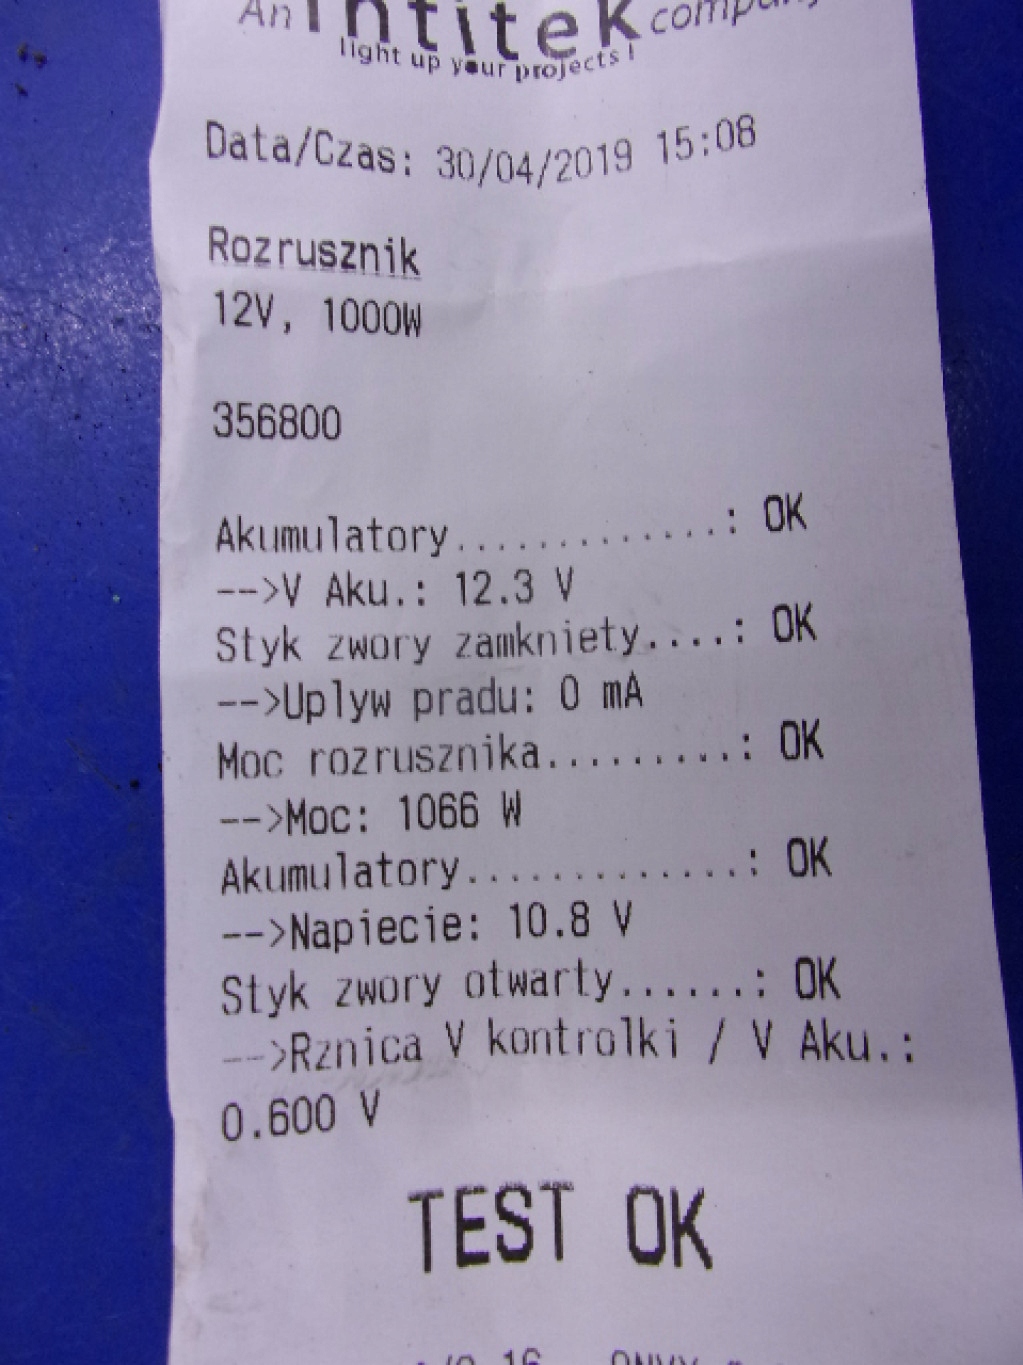 An intitek company
light up your projects !
Data/Czas: 30/04/2019 15:08
Rozrusznik
12V, 1000W
356800
Akumulatory..............: OK
-->V Aku.: 12.3 V
Styk zwory zamkniety....: OK
-->Uplyw pradu: 0 mA
Moc rozrusznika.........: OK
-->Moc: 1066 W
Akumulatory.............: OK
-->Napiecie: 10.8 V
Styk zwory otwarty......: OK
-->Rznica V kontrolki / V Aku.:
0.600 V
TEST OK